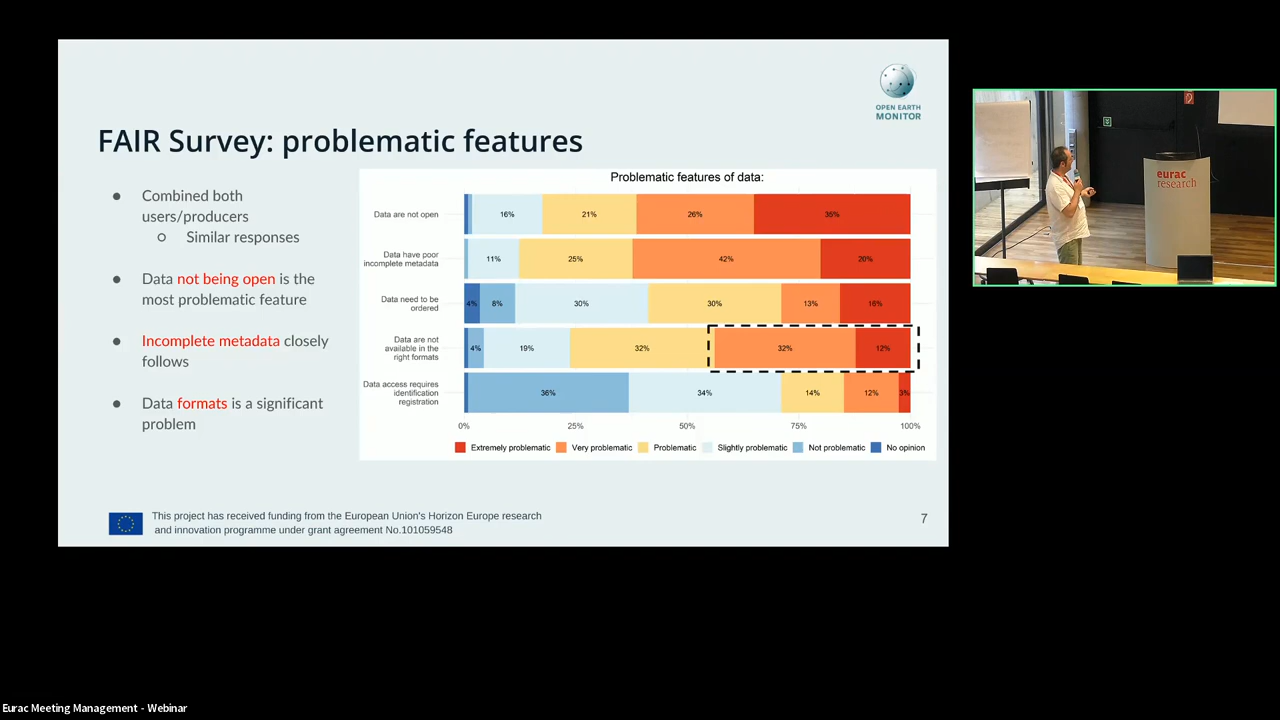 OPEN EARTH
MONITOR
FAIR Survey: problematic features
● Combined both
users/producers
○ Similar responses
● Data not being open is the
most problematic feature
● Incomplete metadata closely
follows
● Data formats is a significant
problem
Problematic features of data:
Data are not open
16% 21% 26% 35%
Data have poor
incomplete metadata
11% 25% 42% 20%
Data need to be
ordered
4% 8% 30% 30% 13% 16%
Data are not
available in the
right formats
4% 19% 32% 32% 12%
Data access requires
identification
registration
36% 34% 14% 12% 3%
0% 25% 50% 75% 100%
Extremely problematic Very problematic Problematic Slightly problematic Not problematic No opinion
This project has received funding from the European Union's Horizon Europe research
and innovation programme under grant agreement No.101059548
7
eurac
research
Eurac Meeting Management - Webinar